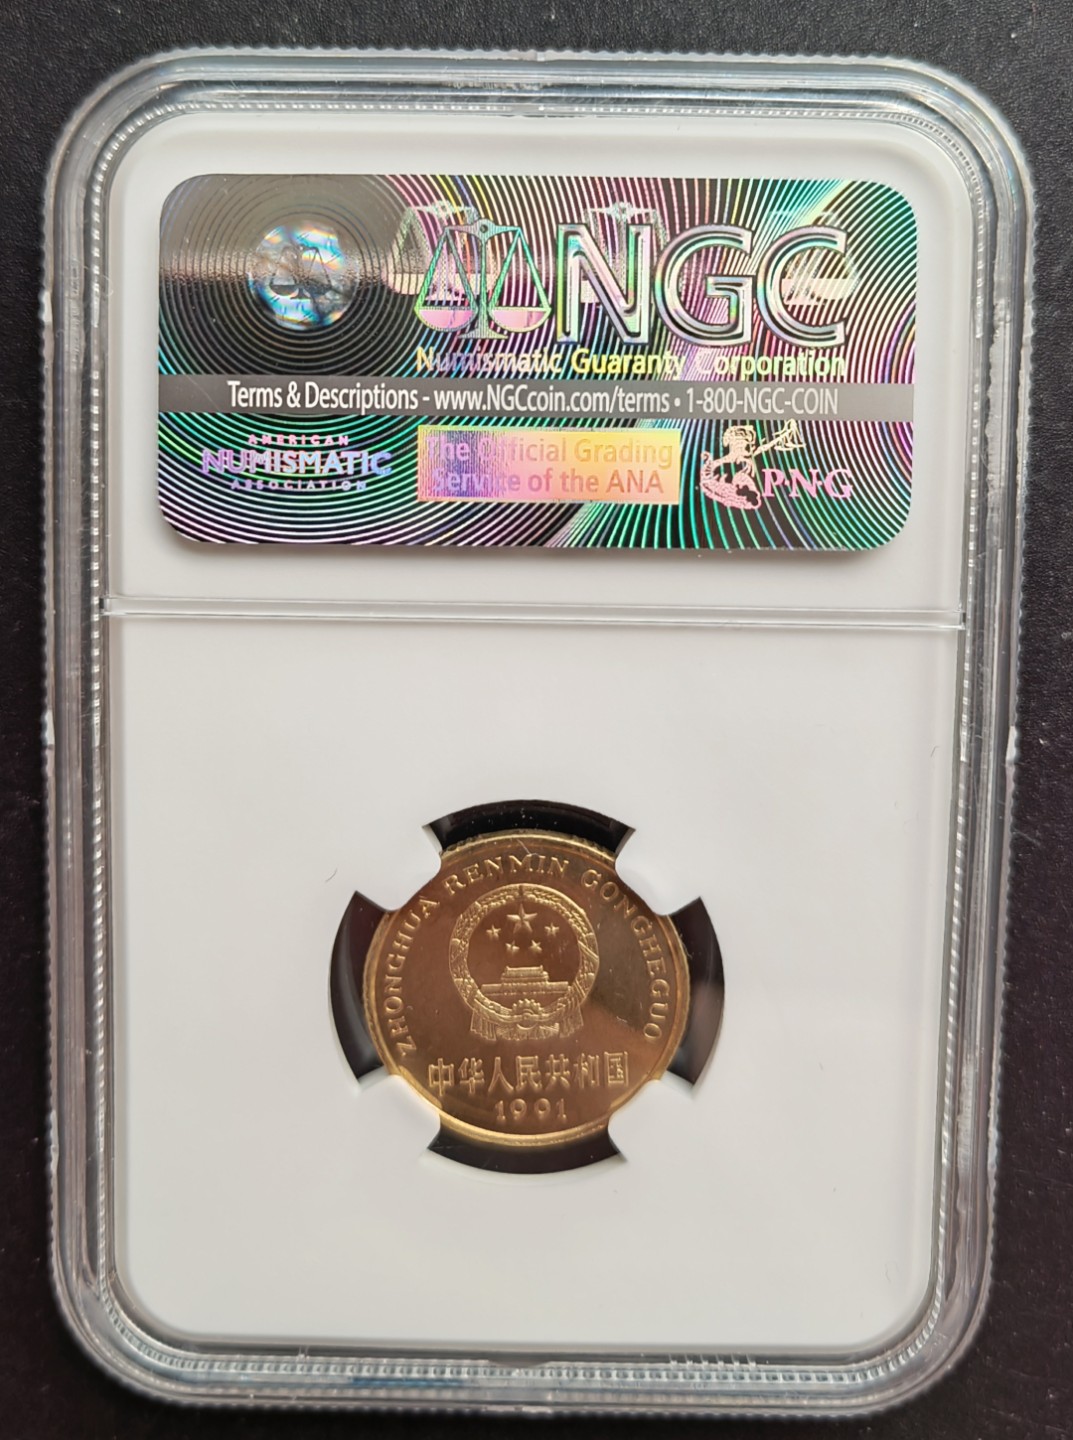 NGC
Numismatic Guaranty Corporation
Terms & Descriptions - www.NGCcoin.com/terms • 1-800-NGC-COIN
AMERICAN
NUMISMATIC
ASSOCIATION
The Official Grading
Service of the ANA
P·N·G
ZHONGHUA RENMIN GONGHEGUO
中华人民共和国
1991